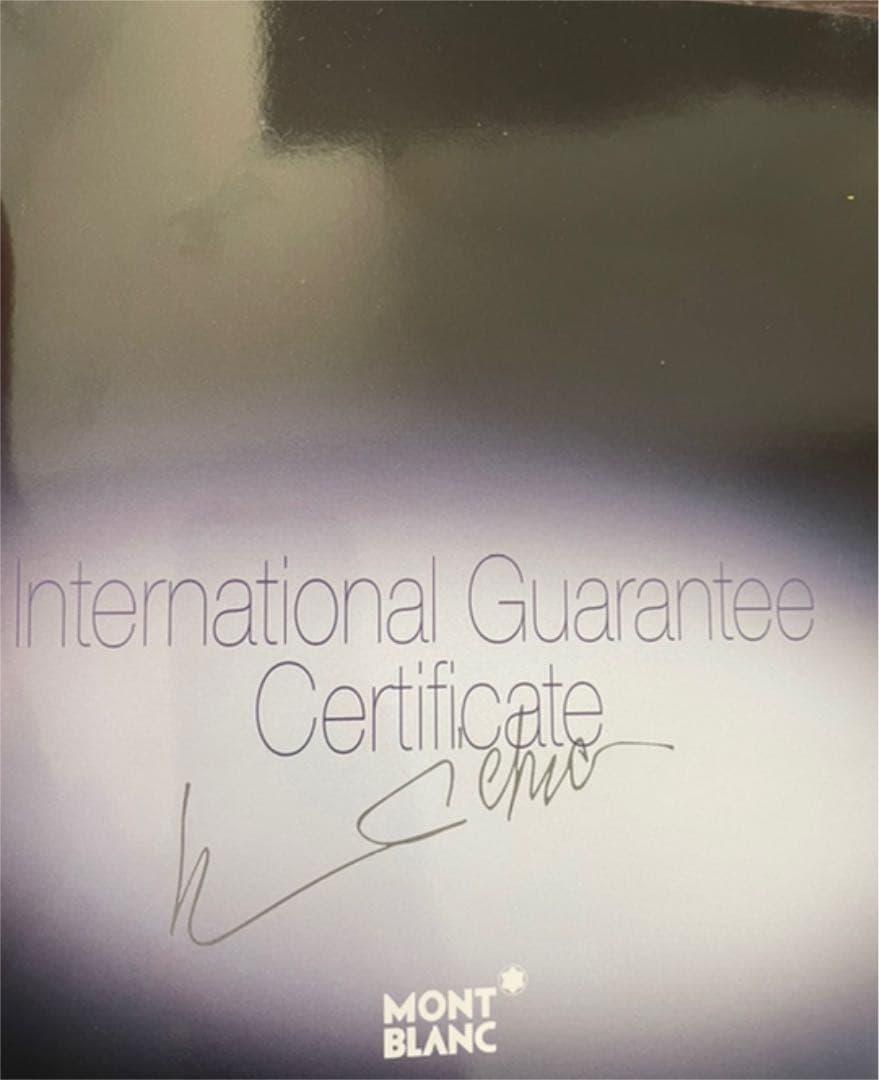 International Guarantee
Certificate
MONT
BLANC